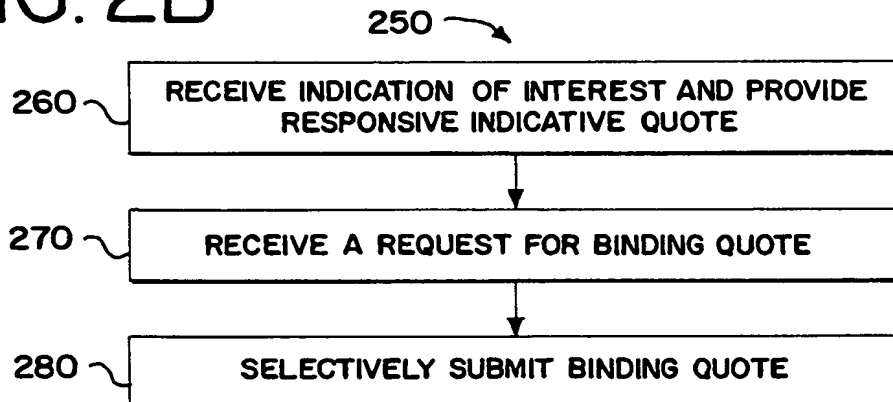 FIG. 2B
250
260
RECEIVE INDICATION OF INTEREST AND PROVIDE
RESPONSIVE INDICATIVE QUOTE
270
RECEIVE A REQUEST FOR BINDING QUOTE
280
SELECTIVELY SUBMIT BINDING QUOTE